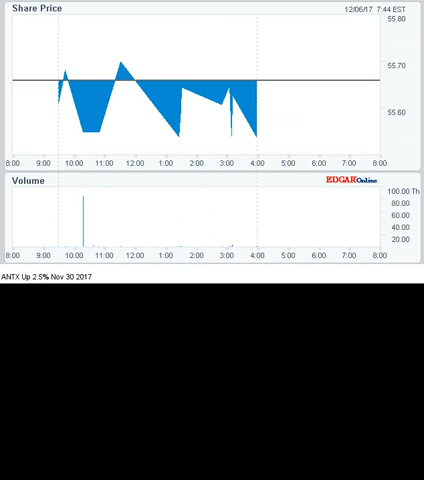 Share Price 12/06/17 7:44 EST
55.80
55.70
55.60
8:00 9:00 10:00 11:00 12:00 1:00 2:00 3:00 4:00 5:00 6:00 7:00 8:00
Volume EDGAROnline
100.00 Th
80.00
60.00
40.00
20.00
8:00 9:00 10:00 11:00 12:00 1:00 2:00 3:00 4:00 5:00 6:00 7:00 8:00
ANTX Up 2.5% Nov 30 2017